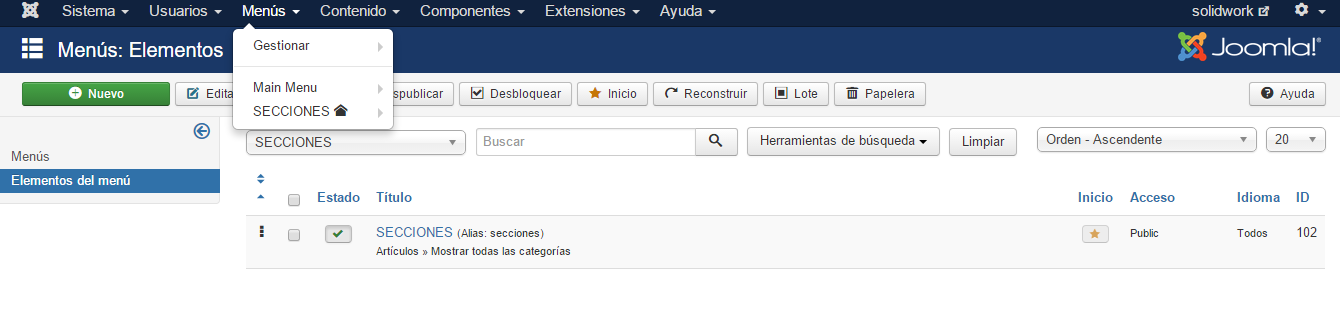 Sistema Usuarios Menús Contenido Componentes Extensiones Ayuda solidwork
Menús: Elementos Joomla!®
Gestionar
Main Menu
SECCIONES
Nuevo Edita spublicar Desbloquear Inicio Reconstruir Lote Papelera Ayuda
SECCIONES Buscar Herramientas de búsqueda Limpiar Orden - Ascendente 20
Menús
Elementos del menú
Estado Título Inicio Acceso Idioma ID
SECCIONES (Alias: secciones) Public Todos 102
Artículos » Mostrar todas las categorías